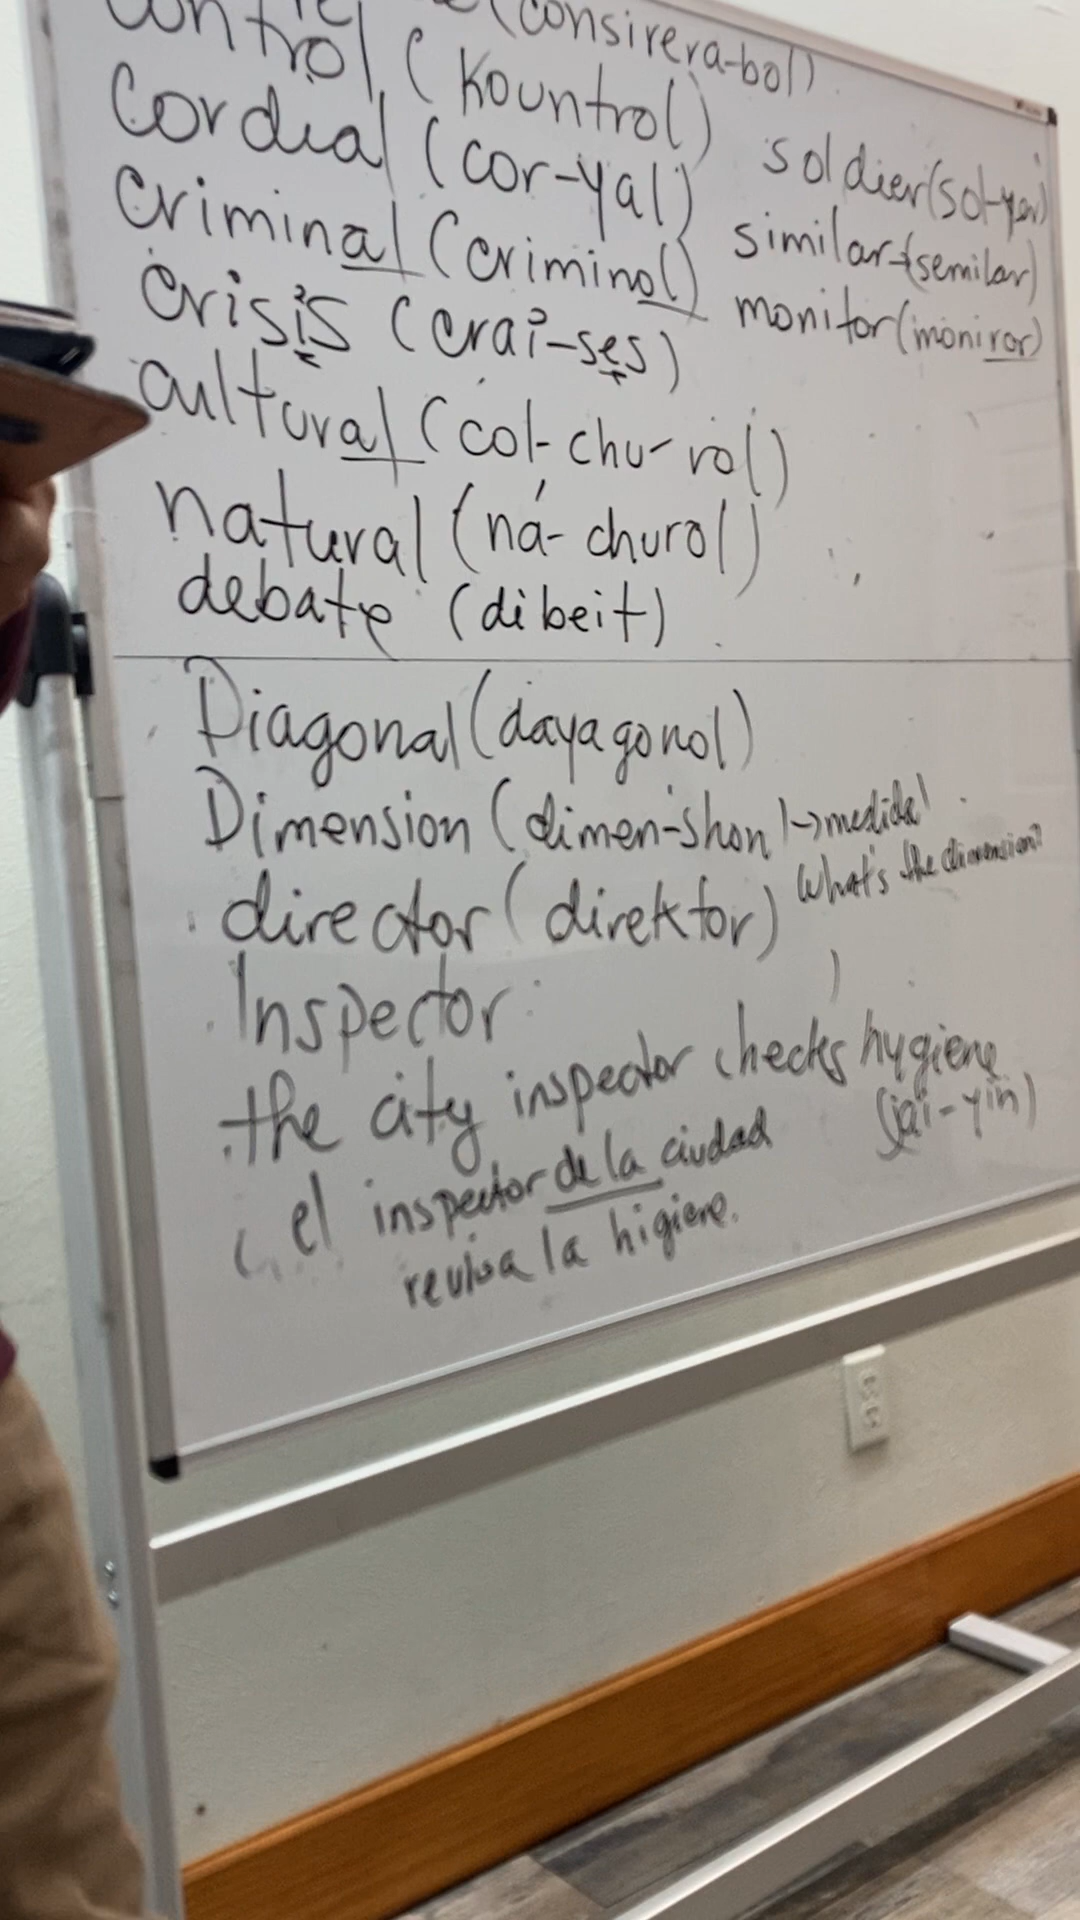 (consirera-bol)
control (kountrol)
Cordial (cor-yal)
soldier (sol-yer)
criminal (criminol)
similar (semilar)
crisis (crai-ses)
monitor (moniror)
cultural (col-chu-rol)
natural (ná-churol)
debate (dibeit)
Diagonal (dayagonol)
Dimension (dimen-shon) → medida
What's the dimension?
director (direktor)
Inspector:
the city inspector checks hygiene
(jai-yin)
el inspector de la ciudad
revisa la higiene.